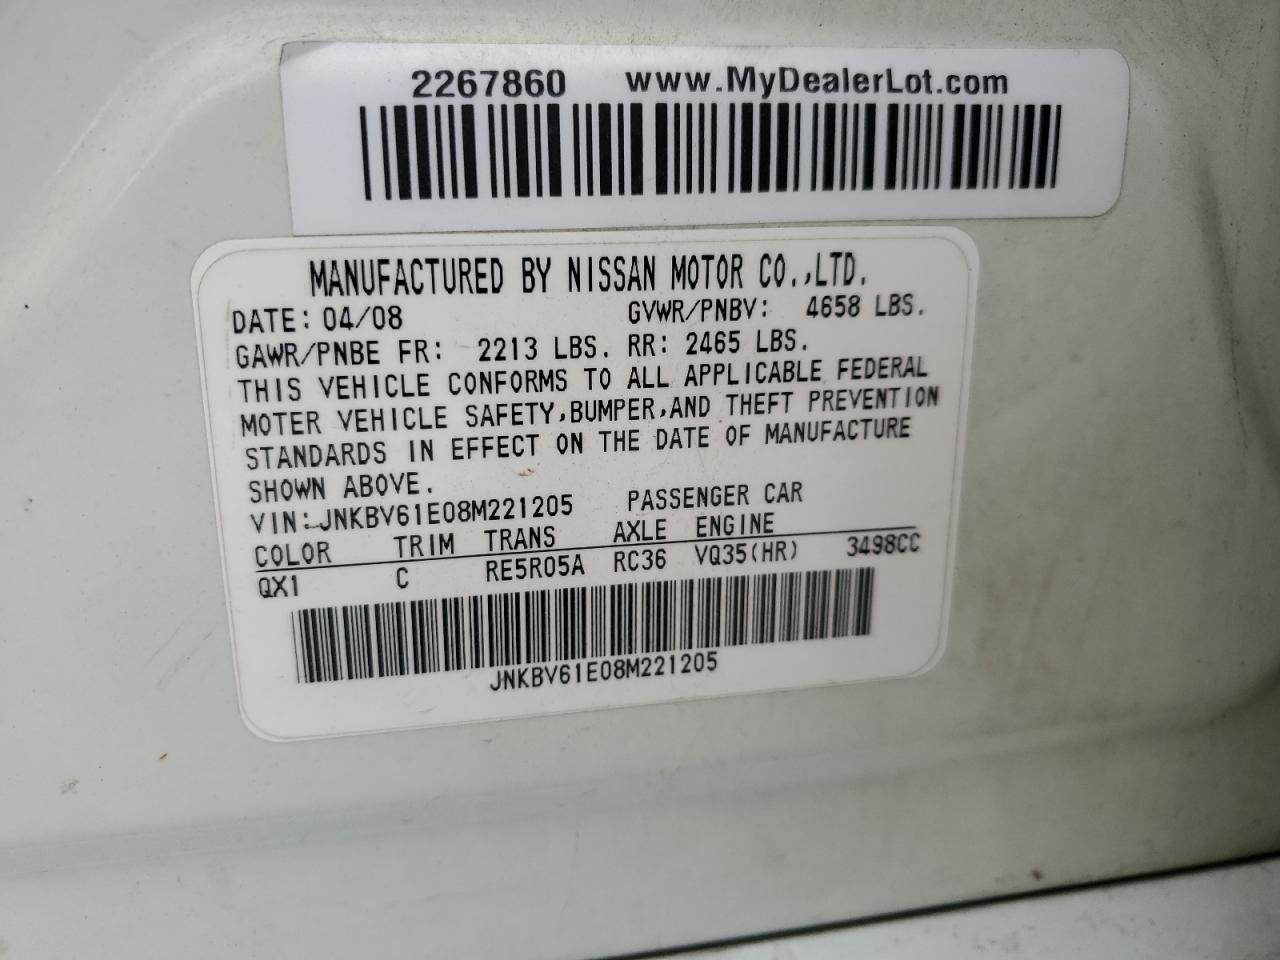 2267860 www.MyDealerLot.com
MANUFACTURED BY NISSAN MOTOR CO.,LTD.
DATE: 04/08 GVWR/PNBV: 4658 LBS.
GAWR/PNBE FR: 2213 LBS. RR: 2465 LBS.
THIS VEHICLE CONFORMS TO ALL APPLICABLE FEDERAL
MOTER VEHICLE SAFETY,BUMPER,AND THEFT PREVENTION
STANDARDS IN EFFECT ON THE DATE OF MANUFACTURE
SHOWN ABOVE.
VIN: JNKBV61E08M221205 PASSENGER CAR
COLOR TRIM TRANS AXLE ENGINE
QX1 C RE5R05A RC36 VQ35(HR) 3498CC
JNKBV61E08M221205